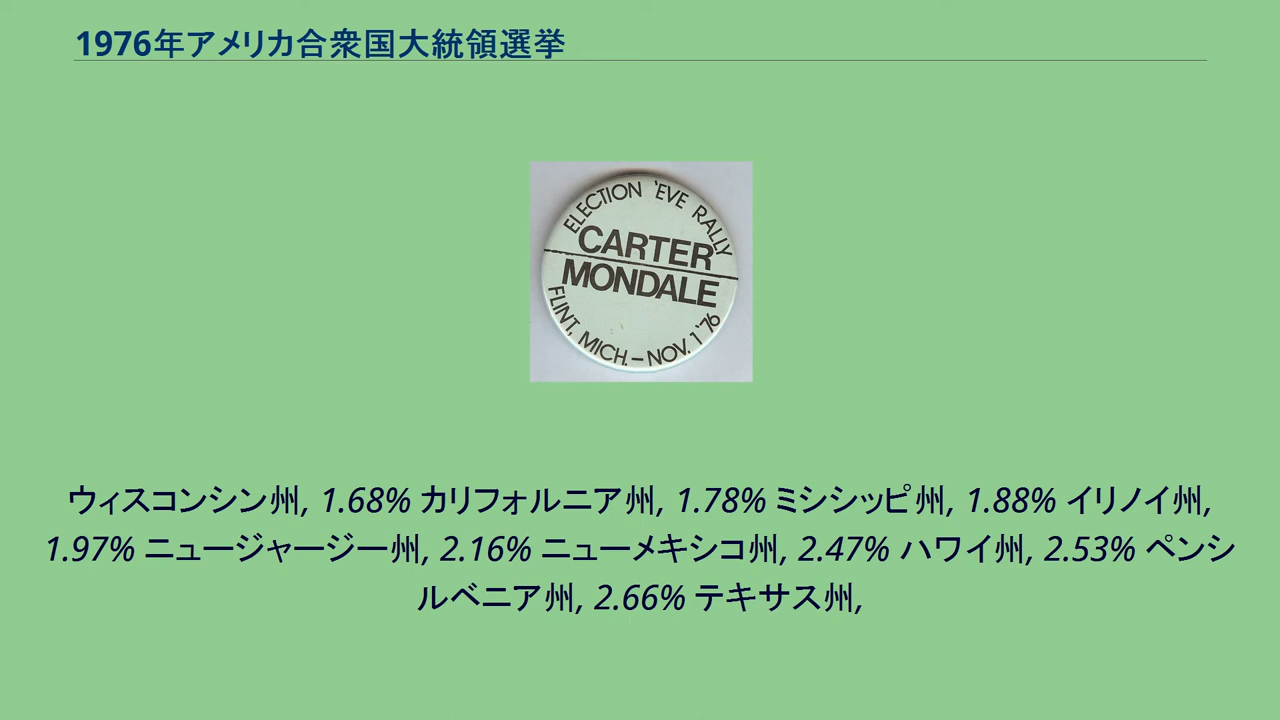 1976年アメリカ合衆国大統領選挙
ELECTION 'EVE RALLY
CARTER
MONDALE
FLINT, MICH. – NOV. 1 '76
ウィスコンシン州, 1.68% カリフォルニア州, 1.78% ミシシッピ州, 1.88% イリノイ州,
1.97% ニュージャージー州, 2.16% ニューメキシコ州, 2.47% ハワイ州, 2.53% ペンシ
ルベニア州, 2.66% テキサス州,